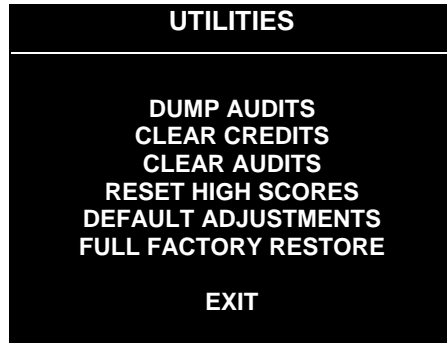 UTILITIES
DUMP AUDITS
CLEAR CREDITS
CLEAR AUDITS
RESET HIGH SCORES
DEFAULT ADJUSTMENTS
FULL FACTORY RESTORE
EXIT